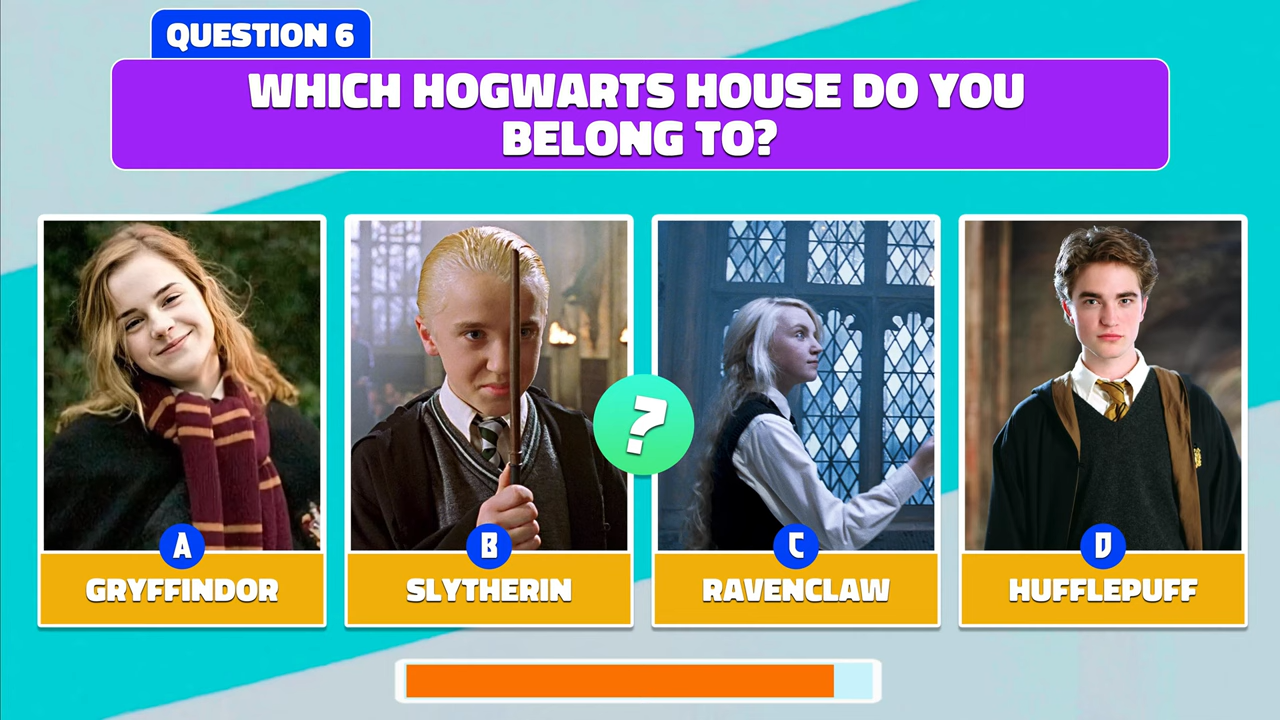 QUESTION 6
WHICH HOGWARTS HOUSE DO YOU
BELONG TO?
?
A
B
C
D
GRYFFINDOR
SLYTHERIN
RAVENCLAW
HUFFLEPUFF